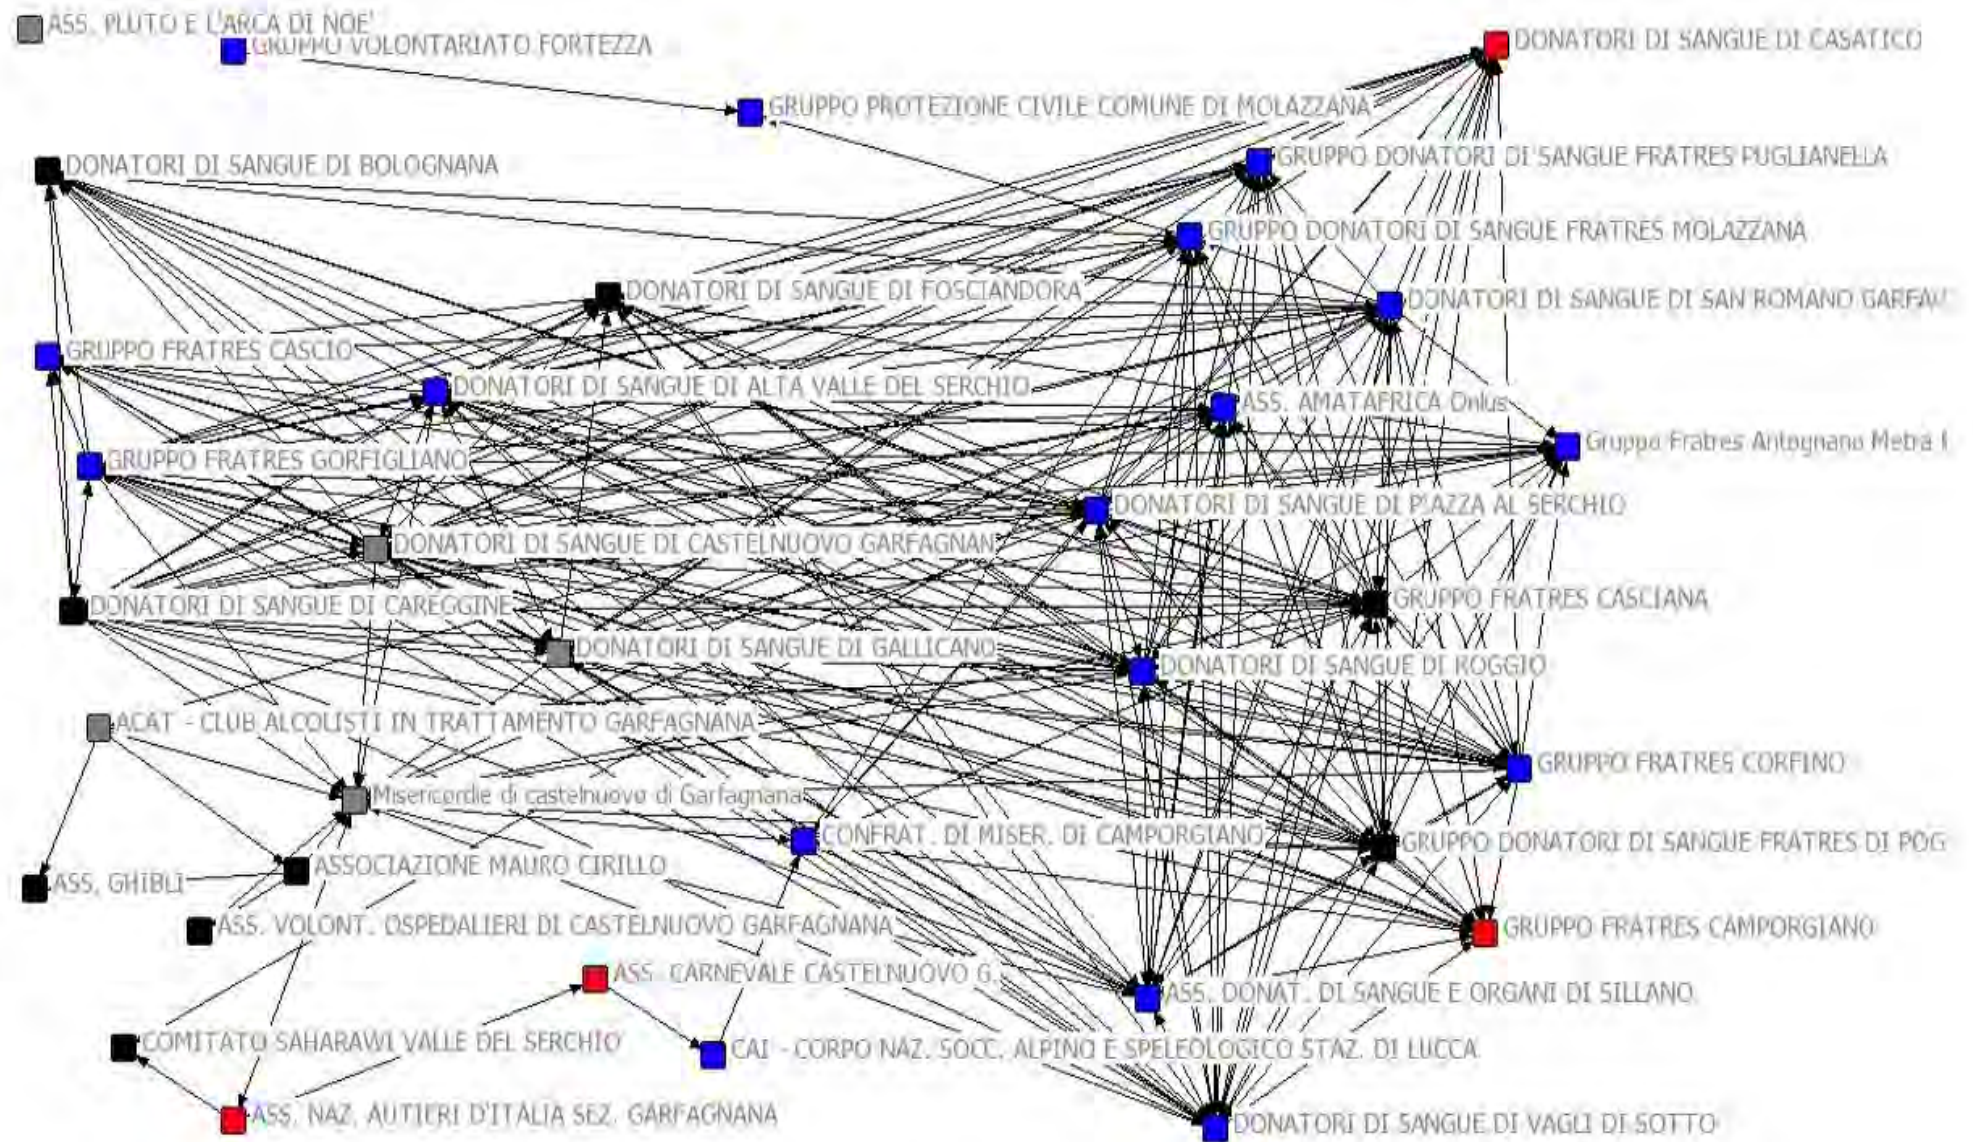 ASS. PLUTO E L'ARCA DI NOE'
GRUPPO VOLONTARIATO FORTEZZA
DONATORI DI SANGUE DI CASATICO
GRUPPO PROTEZIONE CIVILE COMUNE DI MOLAZZANA
DONATORI DI SANGUE DI BOLOGNANA
GRUPPO DONATORI DI SANGUE FRATRES PUGLIANELLA
GRUPPO DONATORI DI SANGUE FRATRES MOLAZZANA
DONATORI DI SANGUE DI FOSCIANDORA
DONATORI DI SANGUE DI SAN ROMANO
GRUPPO FRATRES CASCIO
DONATORI DI SANGUE DI ALTA VALLE DEL SERCHIO
ASS. AMATAFRICA Onlus
Gruppo Fratres Antognano Metra
GRUPPO FRATRES GORFIGLIANO
DONATORI DI SANGUE DI PIAZZA AL SERCHIO
DONATORI DI SANGUE DI CASTELNUOVO GARFAGNAN
DONATORI DI SANGUE DI CAREGGINE
GRUPPO FRATRES CASCIANA
DONATORI DI SANGUE DI GALLICANO
DONATORI DI SANGUE DI ROGGIO
ACAT - CLUB ALCOLISTI IN TRATTAMENTO GARFAGNANA
GRUPPO FRATRES CORFINO
Misericordie di castelnuovo di Garfagnana
CONFRAT. DI MISER. DI CAMPORGIANO
GRUPPO DONATORI DI SANGUE FRATRES DI POG
ASSOCIAZIONE MAURO CIRILLO
ASS. GHIBLI
ASS. VOLONT. OSPEDALIERI DI CASTELNUOVO GARFAGNANA
GRUPPO FRATRES CAMPORGIANO
ASS. CARNEVALE CASTELNUOVO G.
ASS. DONAT. DI SANGUE E ORGANI DI SILLANO
COMITATO SAHARAWI VALLE DEL SERCHIO
CAI - CORPO NAZ. SOCC. ALPINO E SPELEOLOGICO STAZ. DI LUCCA
ASS. NAZ. AUTIERI D'ITALIA SEZ. GARFAGNANA
DONATORI DI SANGUE DI VAGLI DI SOTTO